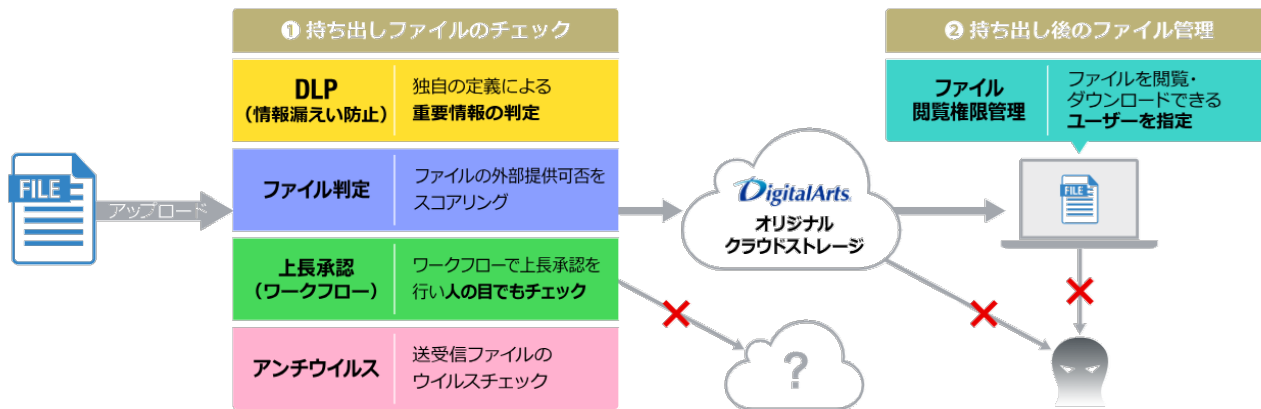 ❶ 持ち出しファイルのチェック
❷ 持ち出し後のファイル管理
DLP
（情報漏えい防止）
独自の定義による
重要情報の判定
ファイル
閲覧権限管理
ファイルを閲覧・
ダウンロードできる
ユーザーを指定
FILE
アップロード
ファイル判定
ファイルの外部提供可否を
スコアリング
DigitalArts
オリジナル
クラウドストレージ
FILE
上長承認
（ワークフロー）
ワークフローで上長承認を
行い人の目でもチェック
?
アンチウイルス
送受信ファイルの
ウイルスチェック